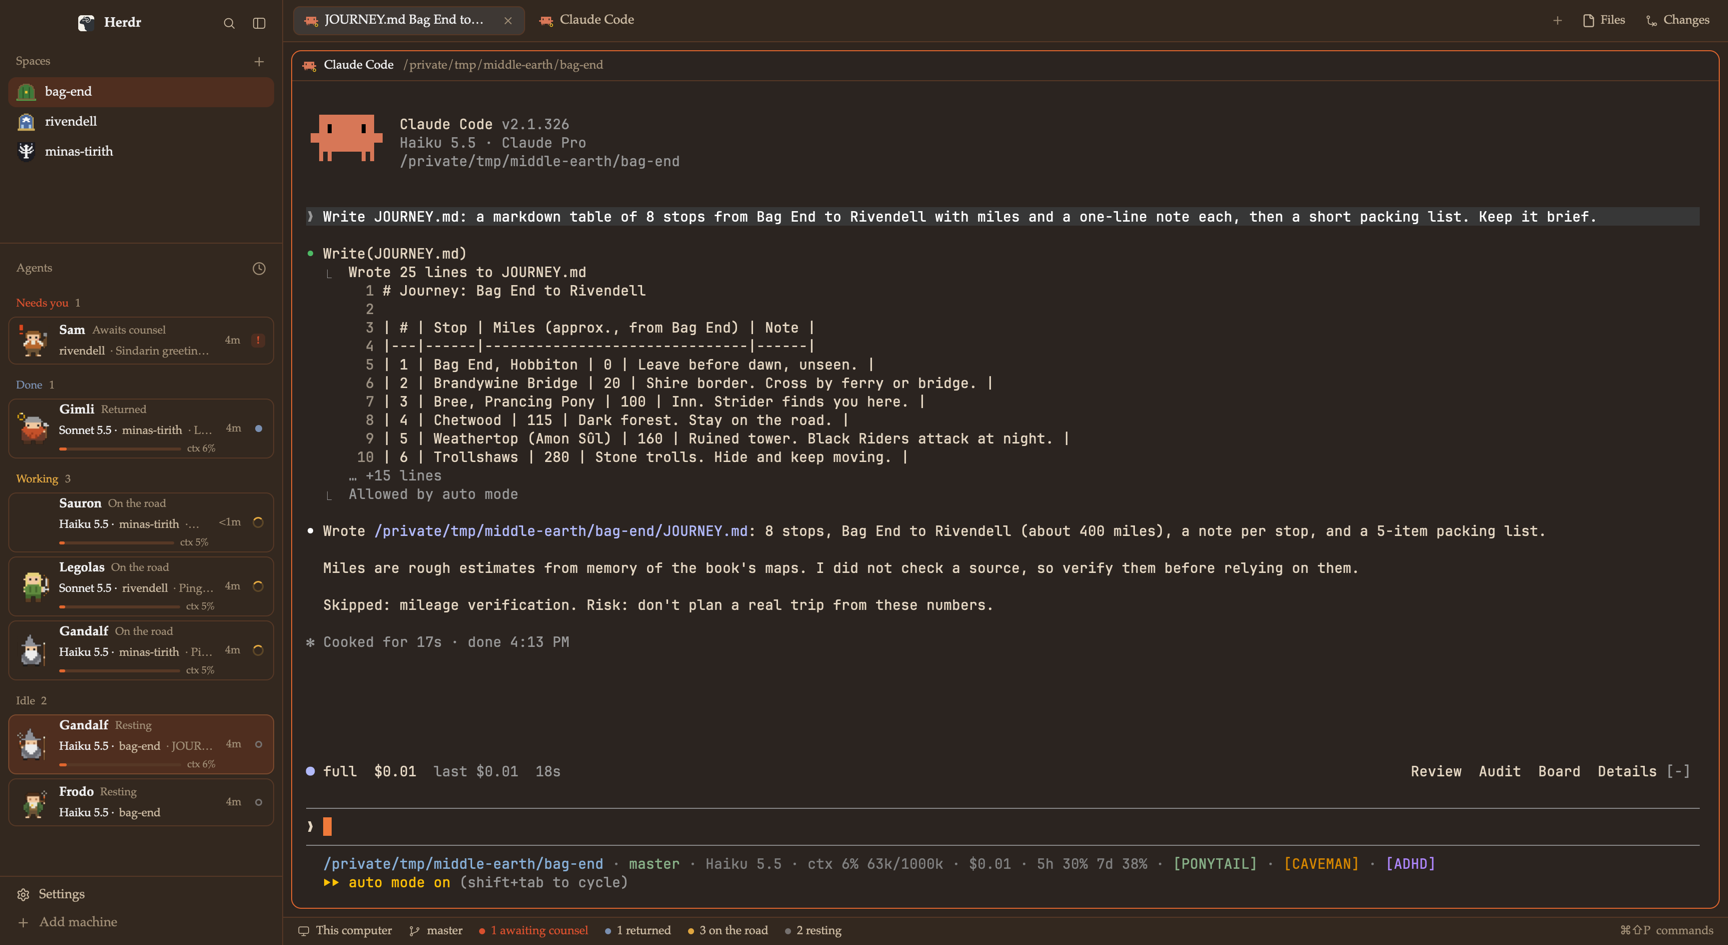 Herdr
Spaces
bag-end
rivendell
minas-tirith
Agents
Needs you 1
Sam Awaits counsel
rivendell · Sindarin greetin… 4m !
Done 1
Gimli Returned
Sonnet 5.5 · minas-tirith · L… 4m
ctx 6%
Working 3
Sauron On the road
Haiku 5.5 · minas-tirith ·… <1m
ctx 5%
Legolas On the road
Sonnet 5.5 · rivendell · Ping… 4m
ctx 5%
Gandalf On the road
Haiku 5.5 · minas-tirith · Pi… 4m
ctx 5%
Idle 2
Gandalf Resting
Haiku 5.5 · bag-end · JOUR… 4m
ctx 6%
Frodo Resting
Haiku 5.5 · bag-end 4m
Settings
+ Add machine
JOURNEY.md Bag End to… × Claude Code + Files Changes
Claude Code /private/tmp/middle-earth/bag-end
Claude Code v2.1.326
Haiku 5.5 · Claude Pro
/private/tmp/middle-earth/bag-end
❯ Write JOURNEY.md: a markdown table of 8 stops from Bag End to Rivendell with miles and a one-line note each, then a short packing list. Keep it brief.
● Write(JOURNEY.md)
⎿ Wrote 25 lines to JOURNEY.md
1 # Journey: Bag End to Rivendell
2
3 | # | Stop | Miles (approx., from Bag End) | Note |
4 |---|------|-------------------------------|------|
5 | 1 | Bag End, Hobbiton | 0 | Leave before dawn, unseen. |
6 | 2 | Brandywine Bridge | 20 | Shire border. Cross by ferry or bridge. |
7 | 3 | Bree, Prancing Pony | 100 | Inn. Strider finds you here. |
8 | 4 | Chetwood | 115 | Dark forest. Stay on the road. |
9 | 5 | Weathertop (Amon Sûl) | 160 | Ruined tower. Black Riders attack at night. |
10 | 6 | Trollshaws | 280 | Stone trolls. Hide and keep moving. |
… +15 lines
⎿ Allowed by auto mode
● Wrote /private/tmp/middle-earth/bag-end/JOURNEY.md: 8 stops, Bag End to Rivendell (about 400 miles), a note per stop, and a 5-item packing list.
Miles are rough estimates from memory of the book's maps. I did not check a source, so verify them before relying on them.
Skipped: mileage verification. Risk: don't plan a real trip from these numbers.
✻ Cooked for 17s · done 4:13 PM
● full $0.01 last $0.01 18s Review Audit Board Details [-]
❯
/private/tmp/middle-earth/bag-end · master · Haiku 5.5 · ctx 6% 63k/1000k · $0.01 · 5h 30% 7d 38% · [PONYTAIL] · [CAVEMAN] · [ADHD]
⏵⏵ auto mode on (shift+tab to cycle)
This computer master ● 1 awaiting counsel ● 1 returned ● 3 on the road ● 2 resting ⌘⇧P commands